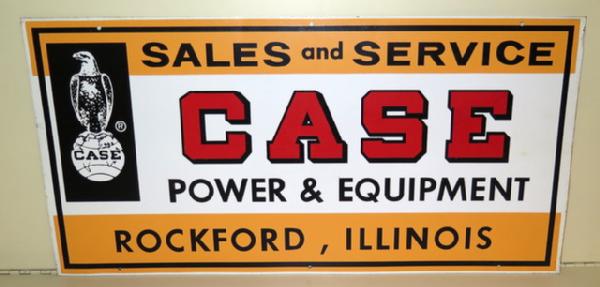 SALES and SERVICE
CASE ®
CASE
POWER & EQUIPMENT
ROCKFORD , ILLINOIS